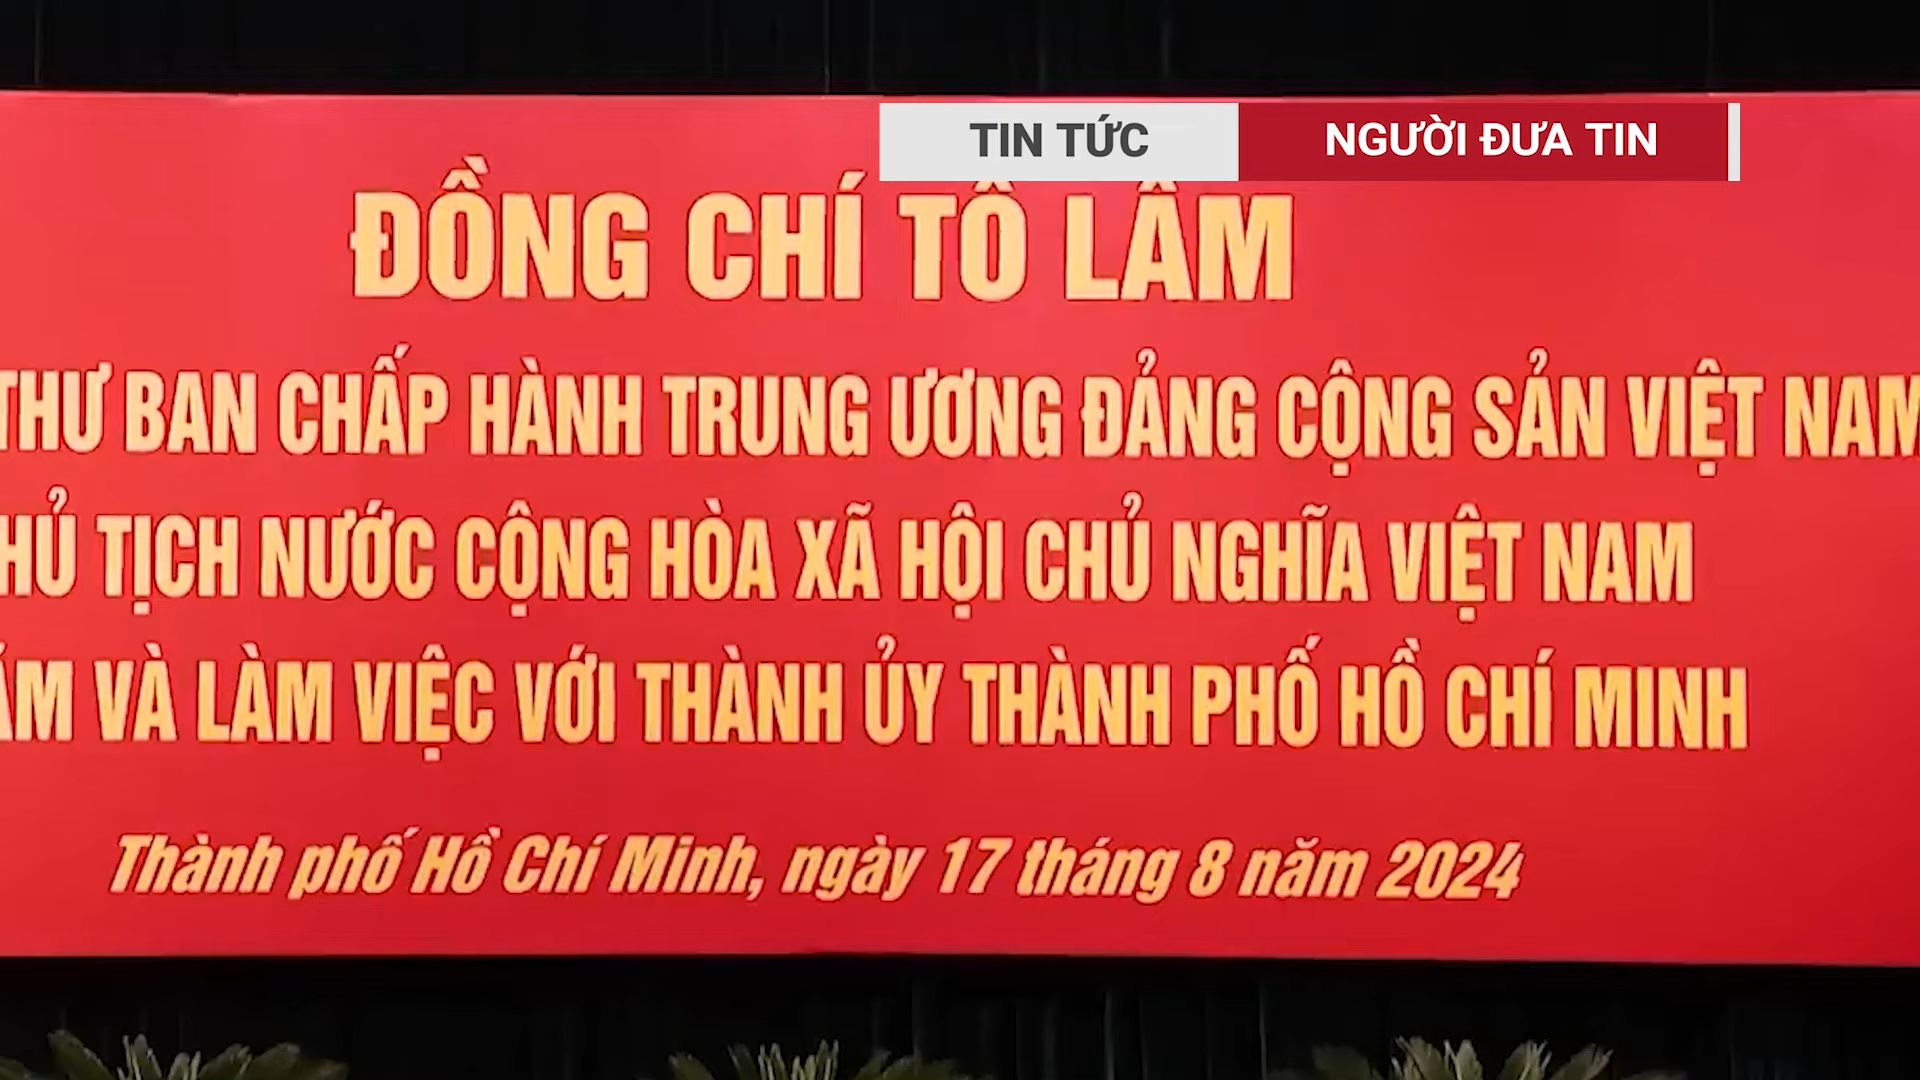 TIN TỨC NGƯỜI ĐƯA TIN
ĐỒNG CHÍ TÔ LÂM
THƯ BAN CHẤP HÀNH TRUNG ƯƠNG ĐẢNG CỘNG SẢN VIỆT NAM
HỦ TỊCH NƯỚC CỘNG HÒA XÃ HỘI CHỦ NGHĨA VIỆT NAM
ĂM VÀ LÀM VIỆC VỚI THÀNH ỦY THÀNH PHỐ HỒ CHÍ MINH
Thành phố Hồ Chí Minh, ngày 17 tháng 8 năm 2024